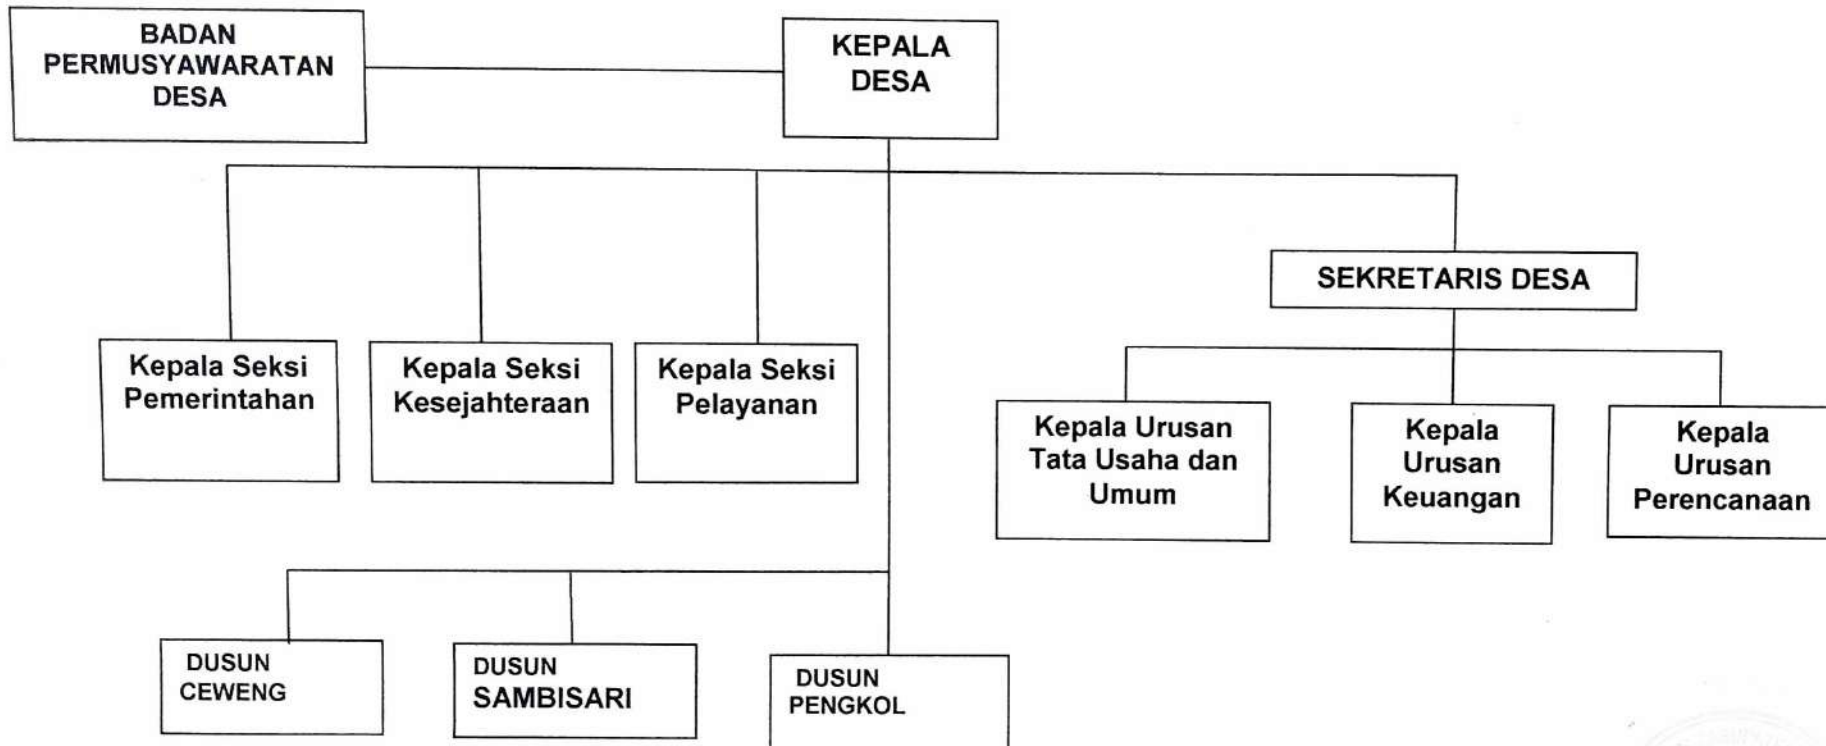 BADAN
PERMUSYAWARATAN
DESA
KEPALA
DESA
SEKRETARIS DESA
Kepala Seksi
Pemerintahan
Kepala Seksi
Kesejahteraan
Kepala Seksi
Pelayanan
Kepala Urusan
Tata Usaha dan
Umum
Kepala
Urusan
Keuangan
Kepala
Urusan
Perencanaan
DUSUN
CEWENG
DUSUN
SAMBISARI
DUSUN
PENGKOL